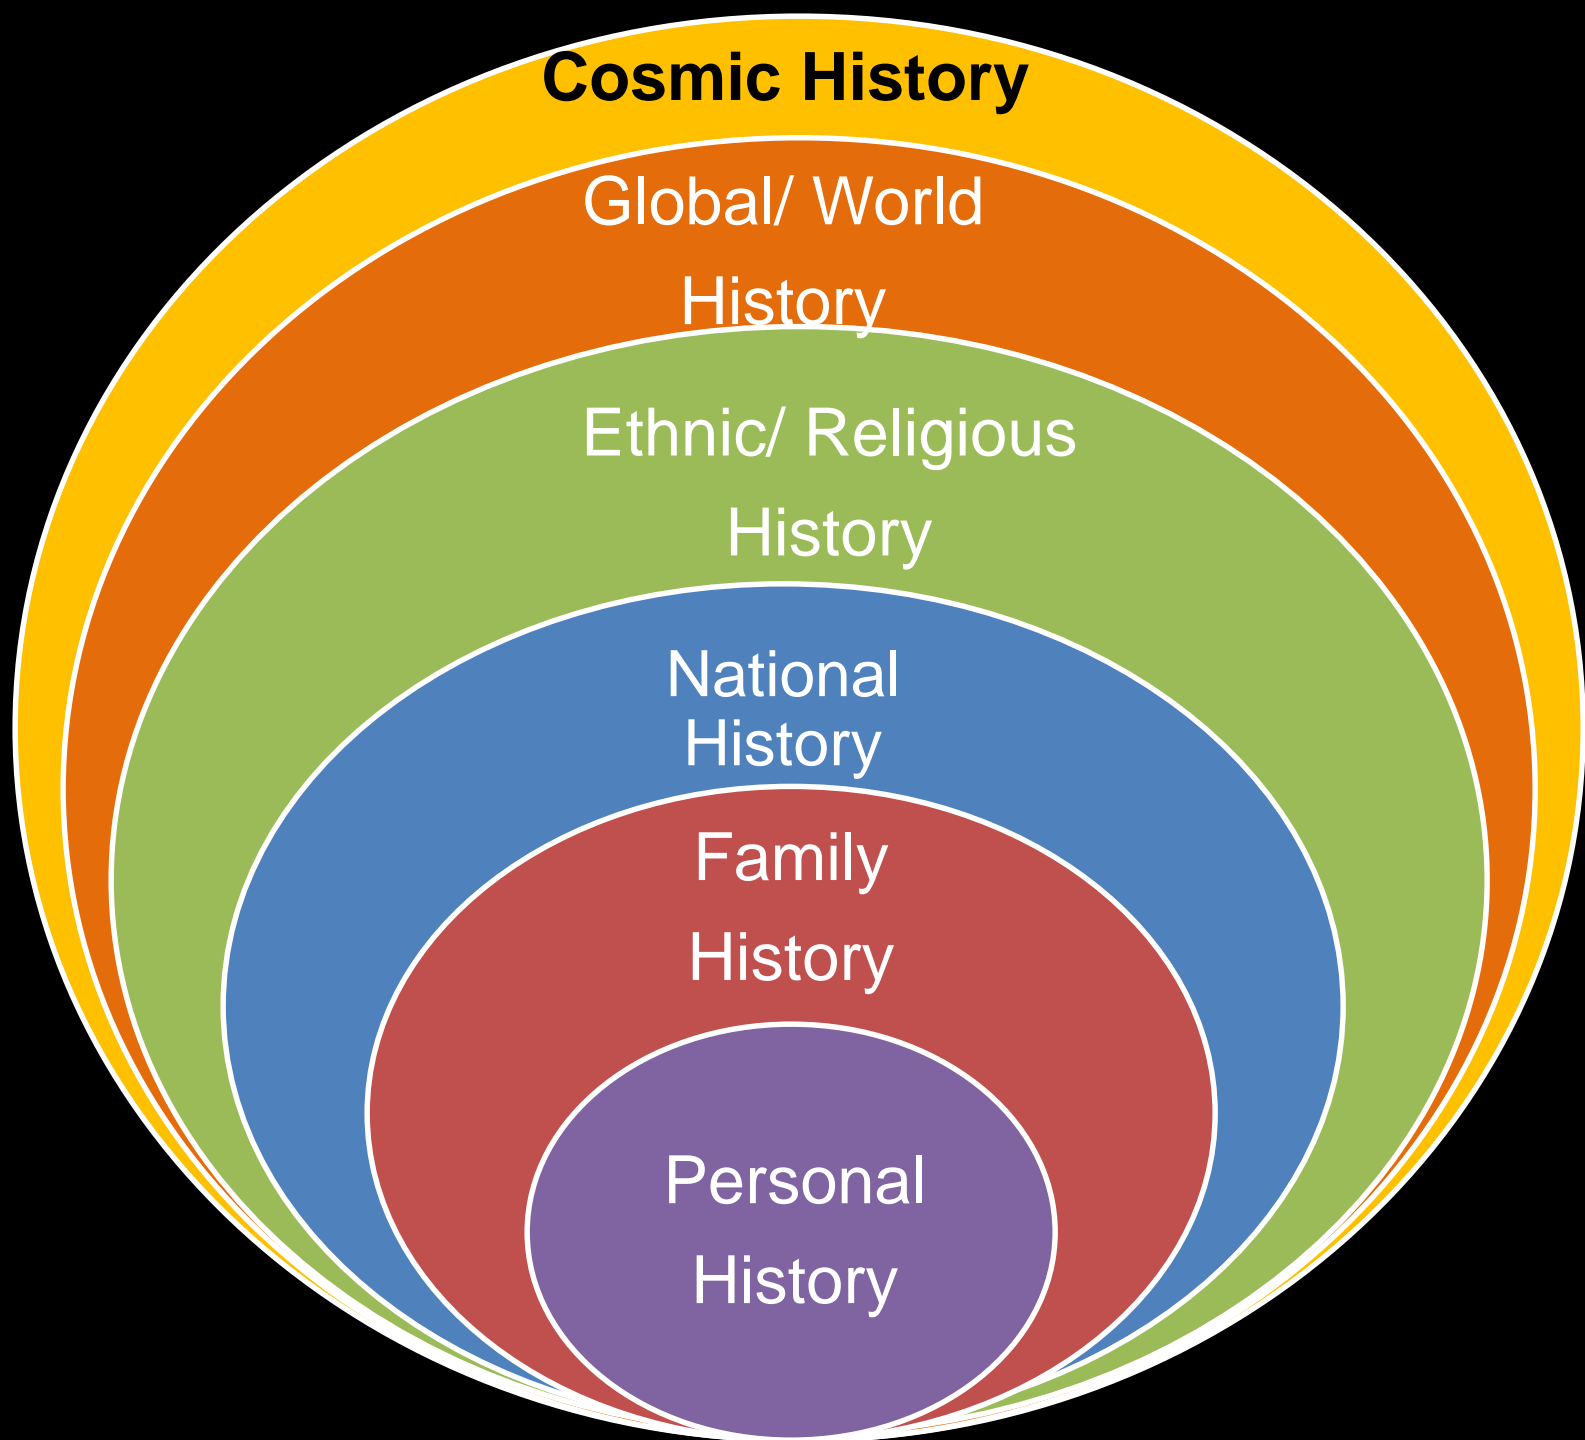 Cosmic History
Global/ World
History
Ethnic/ Religious
History
National
History
Family
History
Personal
History